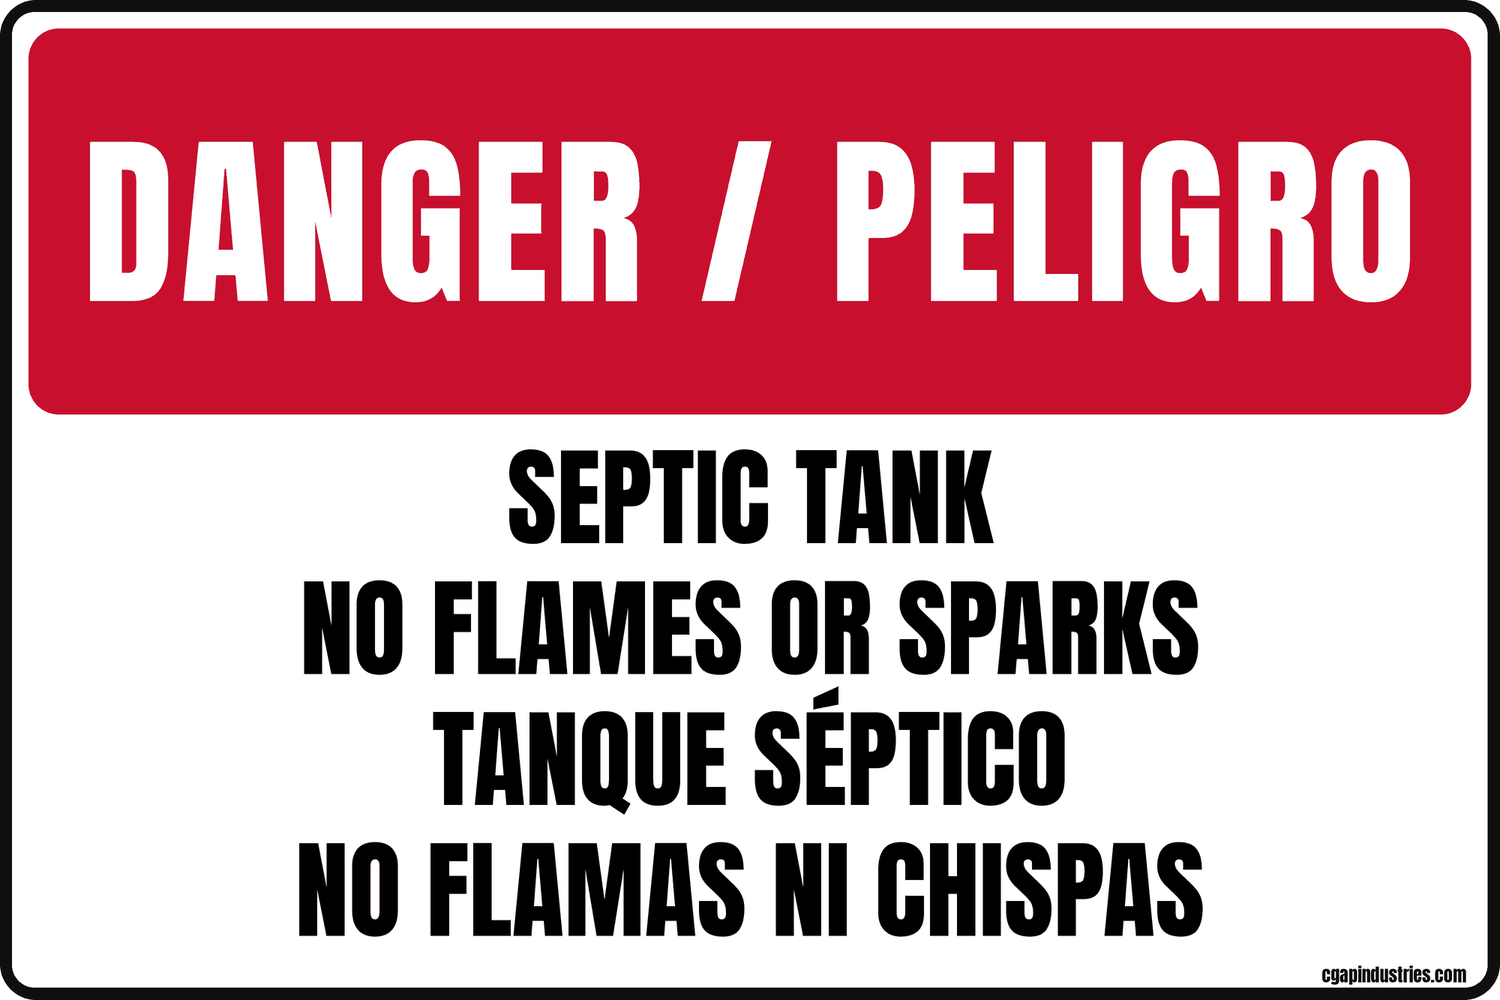 DANGER / PELIGRO
SEPTIC TANK
NO FLAMES OR SPARKS
TANQUE SÉPTICO
NO FLAMAS NI CHISPAS
cgapindustries.com